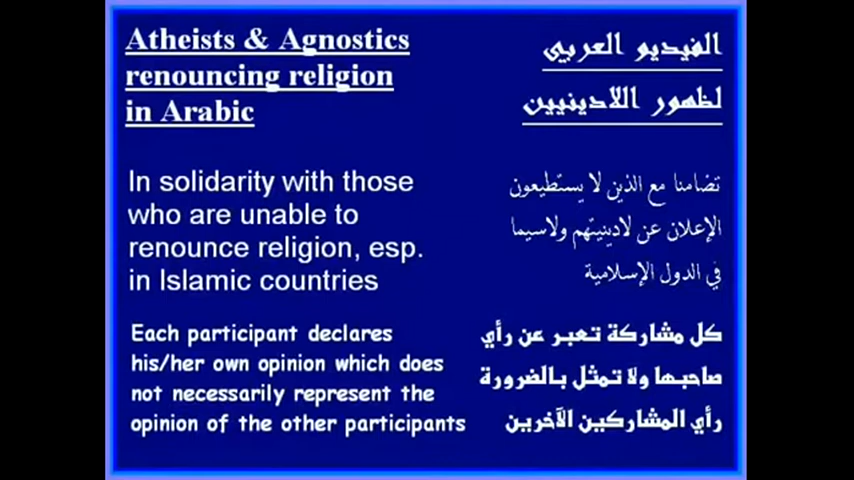 Atheists & Agnostics
renouncing religion
in Arabic
In solidarity with those
who are unable to
renounce religion, esp.
in Islamic countries
Each participant declares
his/her own opinion which does
not necessarily represent the
opinion of the other participants
الفيديو العربي
لظهور اللادينيين
تضامنا مع الذين لا يستطيعون
الإعلان عن لادينيتهم ولاسيما
في الدول الإسلامية
كل مشاركة تعبر عن رأي
صاحبها ولا تمثل بالضرورة
رأي المشاركين الآخرين